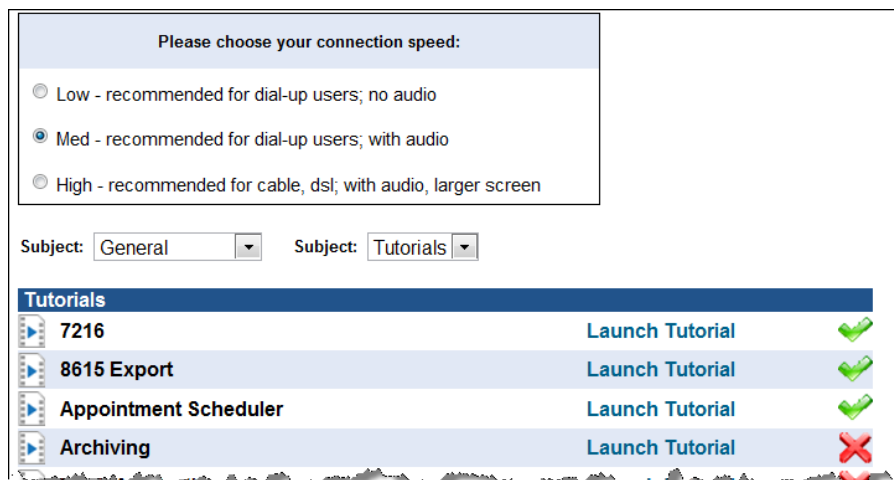 Please choose your connection speed:
Low - recommended for dial-up users; no audio
Med - recommended for dial-up users; with audio
High - recommended for cable, dsl; with audio, larger screen
Subject: General Subject: Tutorials
Tutorials
7216 Launch Tutorial
8615 Export Launch Tutorial
Appointment Scheduler Launch Tutorial
Archiving Launch Tutorial